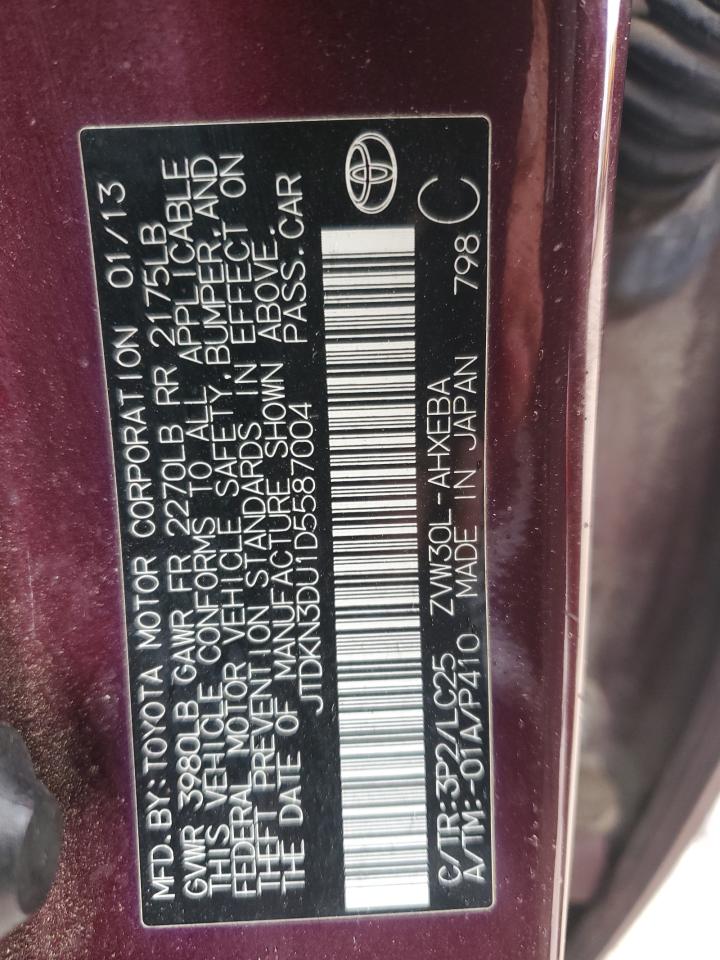 MFD. BY: TOYOTA MOTOR CORPORATION 01/13
GVWR 3980LB GAWR FR 2270LB RR 2175LB
THIS VEHICLE CONFORMS TO ALL APPLICABLE
FEDERAL MOTOR VEHICLE SAFETY, BUMPER, AND
THEFT PREVENTION STANDARDS IN EFFECT ON
THE DATE OF MANUFACTURE SHOWN ABOVE.
JTDKN3DU1D5587004 PASS. CAR
C/TR:3P2/LC25 ZVW30L-AHXEBA
A/TM:-01A/P410 MADE IN JAPAN 798 C